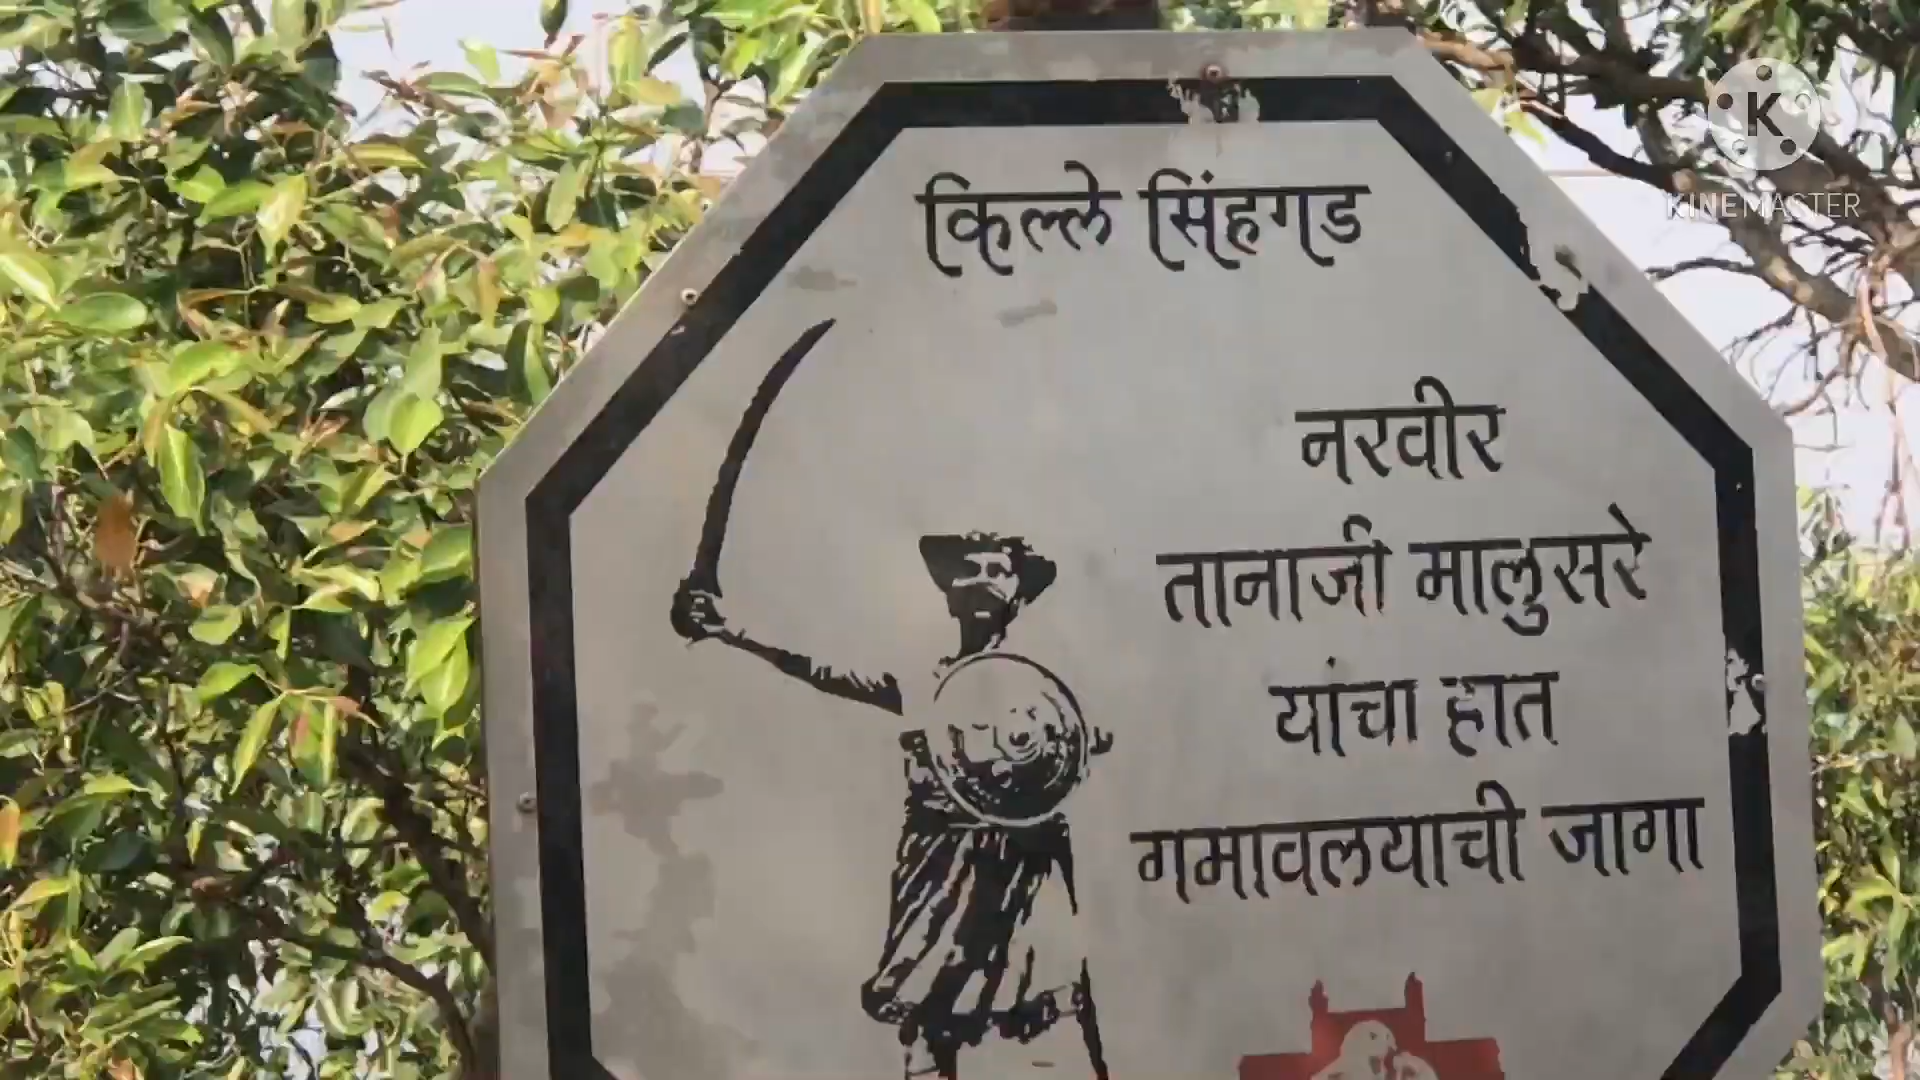 किल्ले सिंहगड
नरवीर
तानाजी मालुसरे
यांचा हात
गमावलयाची जागा
K
KINEMASTER